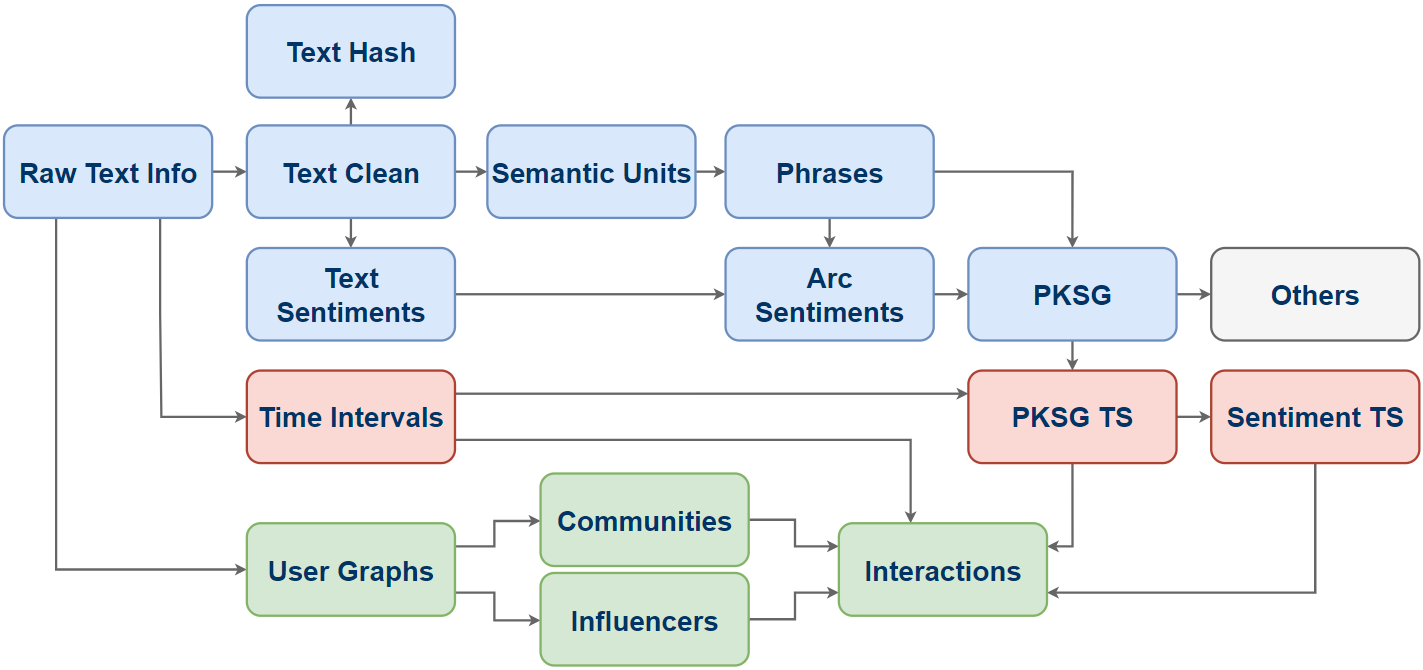 Text Hash
Raw Text Info
Text Clean
Semantic Units
Phrases
Text
Sentiments
Arc
Sentiments
PKSG
Others
Time Intervals
PKSG TS
Sentiment TS
Communities
User Graphs
Interactions
Influencers